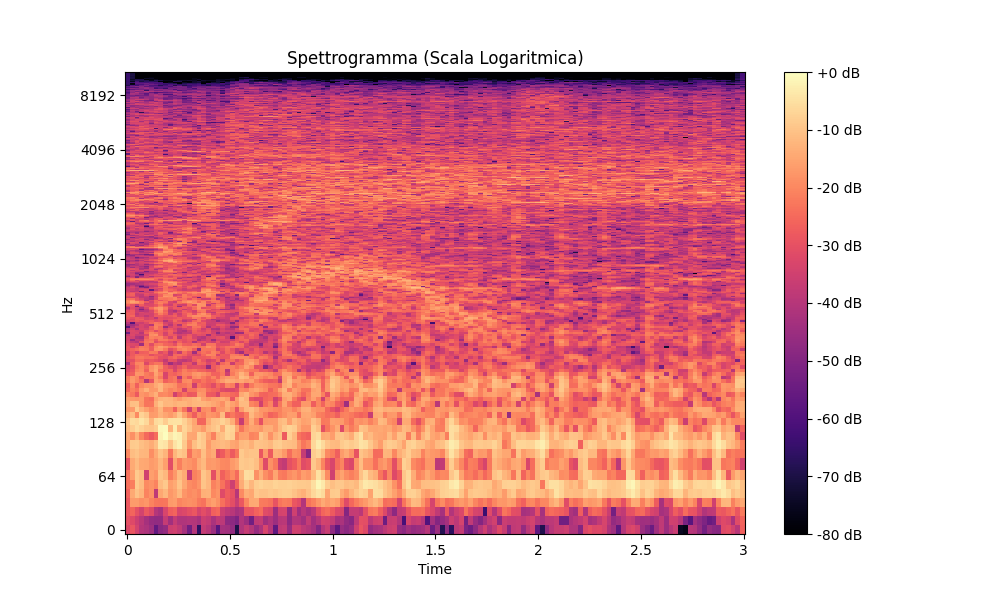 Spettrogramma (Scala Logaritmica)
Hz
8192
4096
2048
1024
512
256
128
64
0
0 0.5 1 1.5 2 2.5 3
Time
+0 dB
-10 dB
-20 dB
-30 dB
-40 dB
-50 dB
-60 dB
-70 dB
-80 dB